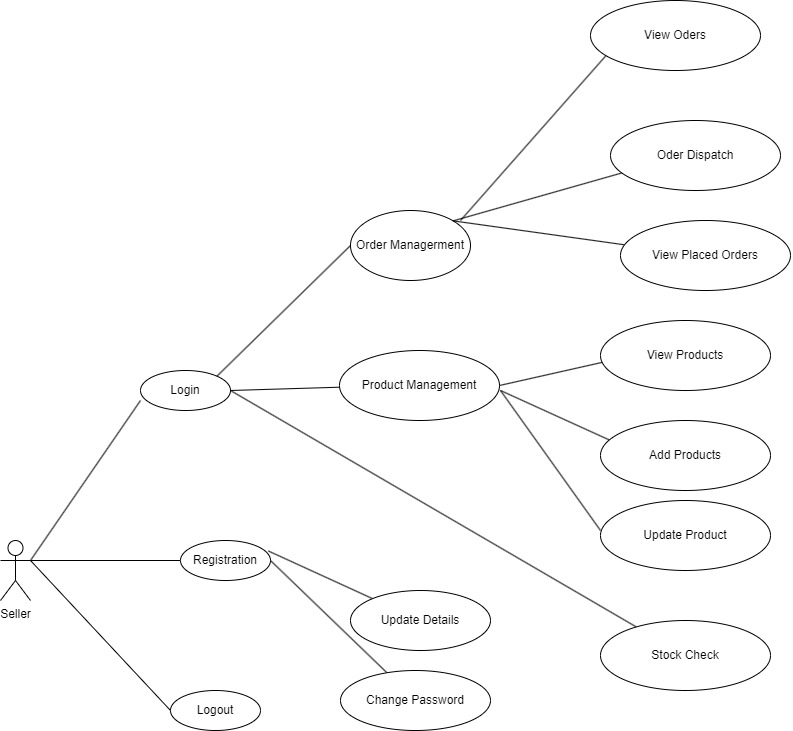 View Oders
Oder Dispatch
Order Management
View Placed Orders
View Products
Login
Product Management
Add Products
Update Product
Registration
Seller
Update Details
Stock Check
Change Password
Logout